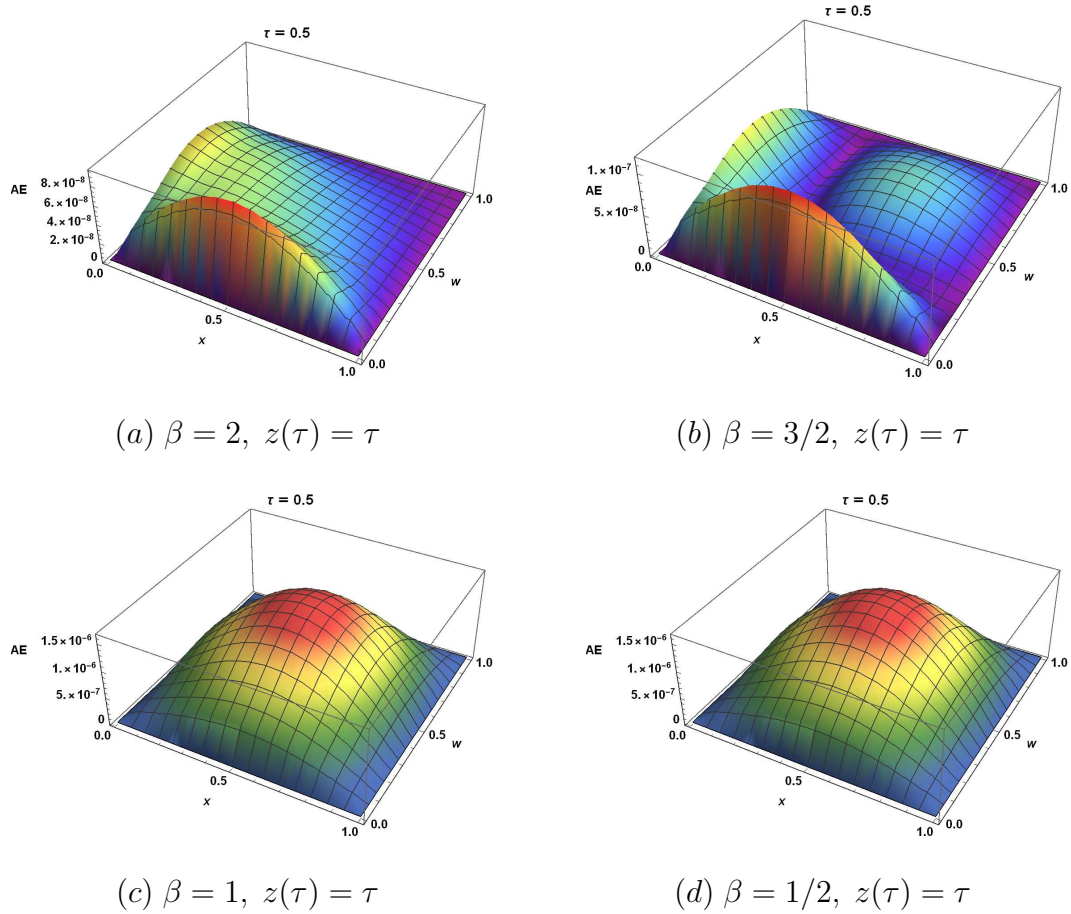 τ = 0.5
8.×10⁻⁸
6.×10⁻⁸
4.×10⁻⁸
2.×10⁻⁸
0
AE
0.0
0.5
1.0
x
0.0
0.5
1.0
w
(a) β = 2, z(τ) = τ
τ = 0.5
1.×10⁻⁷
5.×10⁻⁸
0
AE
0.0
0.5
1.0
x
0.0
0.5
1.0
w
(b) β = 3/2, z(τ) = τ
τ = 0.5
1.5×10⁻⁶
1.×10⁻⁶
5.×10⁻⁷
0
AE
0.0
0.5
1.0
x
0.0
0.5
1.0
w
(c) β = 1, z(τ) = τ
τ = 0.5
1.5×10⁻⁶
1.×10⁻⁶
5.×10⁻⁷
0
AE
0.0
0.5
1.0
x
0.0
0.5
1.0
w
(d) β = 1/2, z(τ) = τ